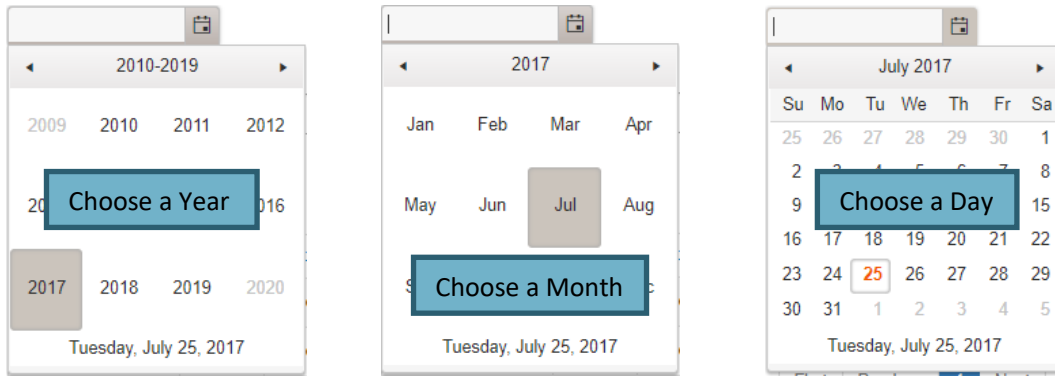 2010-2019
2009 2010 2011 2012
20 Choose a Year 016
2017 2018 2019 2020
Tuesday, July 25, 2017
2017
Jan Feb Mar Apr
May Jun Jul Aug
Choose a Month
Tuesday, July 25, 2017
July 2017
Su Mo Tu We Th Fr Sa
25 26 27 28 29 30 1
2 8
9 Choose a Day 15
16 17 18 19 20 21 22
23 24 25 26 27 28 29
30 31 1 2 3 4 5
Tuesday, July 25, 2017